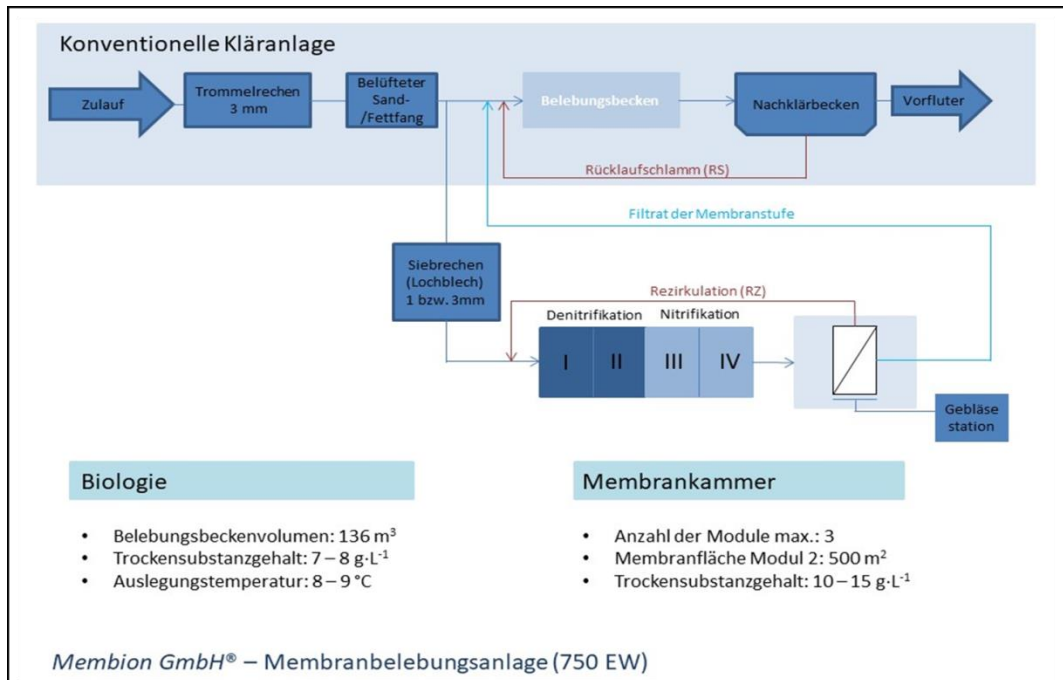 Konventionelle Kläranlage
Zulauf
Trommelrechen
3 mm
Belüfteter
Sand-
/Fettfang
Belebungsbecken
Nachklärbecken
Vorfluter
Rücklaufschlamm (RS)
Filtrat der Membranstufe
Siebrechen
(Lochblech)
1 bzw. 3mm
Rezirkulation (RZ)
Denitrifikation
Nitrifikation
I
II
III
IV
Gebläse
station
Biologie
• Belebungsbeckenvolumen: 136 m³
• Trockensubstanzgehalt: 7 – 8 g·L⁻¹
• Auslegungstemperatur: 8 – 9 °C
Membrankammer
• Anzahl der Module max.: 3
• Membranfläche Modul 2: 500 m²
• Trockensubstanzgehalt: 10 – 15 g·L⁻¹
Membion GmbH® – Membranbelebungsanlage (750 EW)